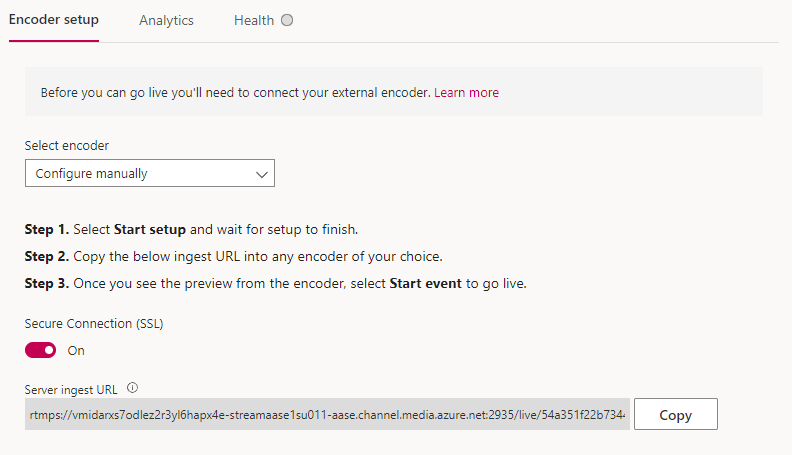 Encoder setup Analytics Health
Before you can go live you'll need to connect your external encoder. Learn more
Select encoder
Configure manually
Step 1. Select Start setup and wait for setup to finish.
Step 2. Copy the below ingest URL into any encoder of your choice.
Step 3. Once you see the preview from the encoder, select Start event to go live.
Secure Connection (SSL)
On
Server ingest URL
rtmps://vmidarxs7odlez2r3yl6hapx4e-streamaase1su011-aase.channel.media.azure.net:2935/live/54a351f22b734 Copy